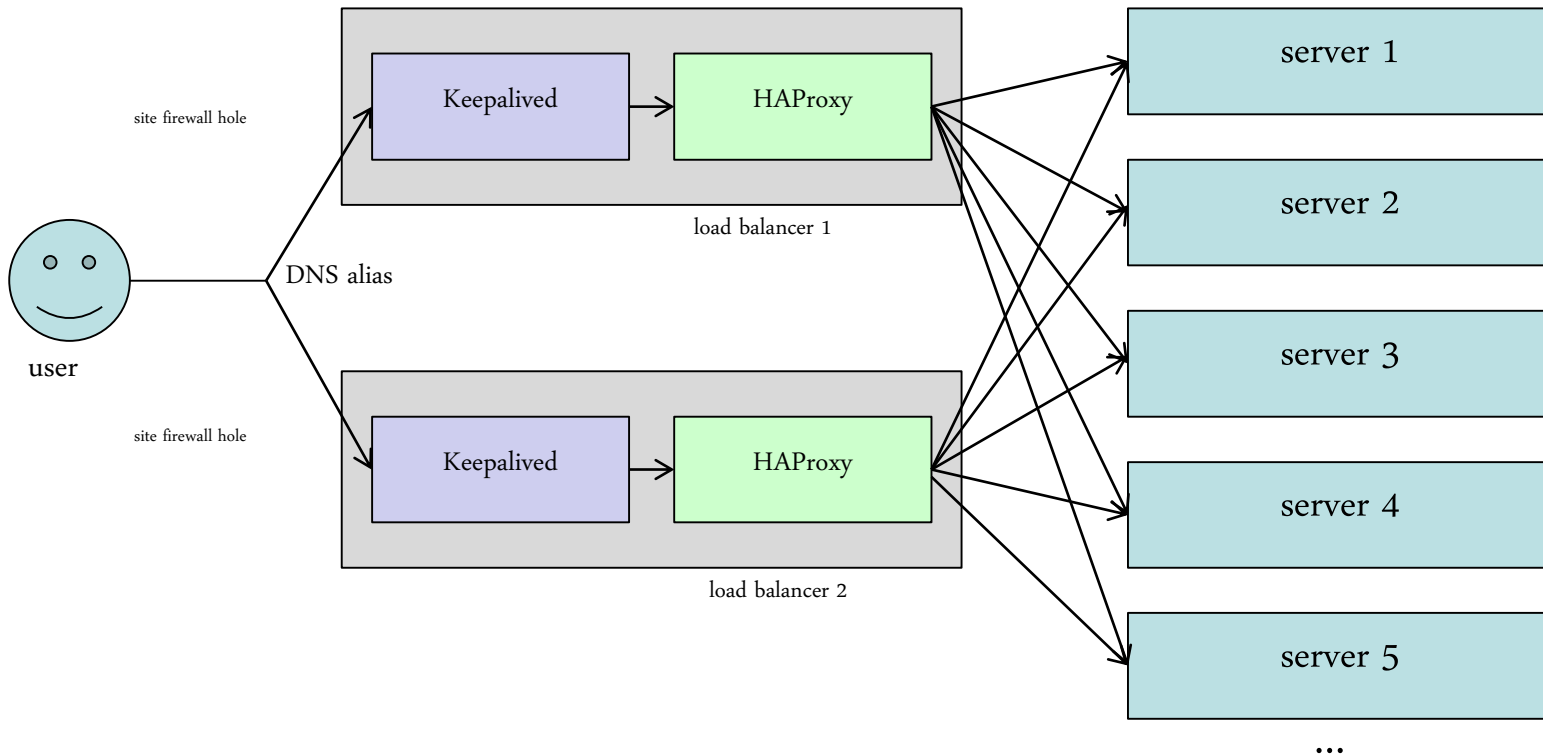 server 1
Keepalived
HAProxy
site firewall hole
server 2
load balancer 1
DNS alias
server 3
user
site firewall hole
Keepalived
HAProxy
server 4
load balancer 2
server 5
...